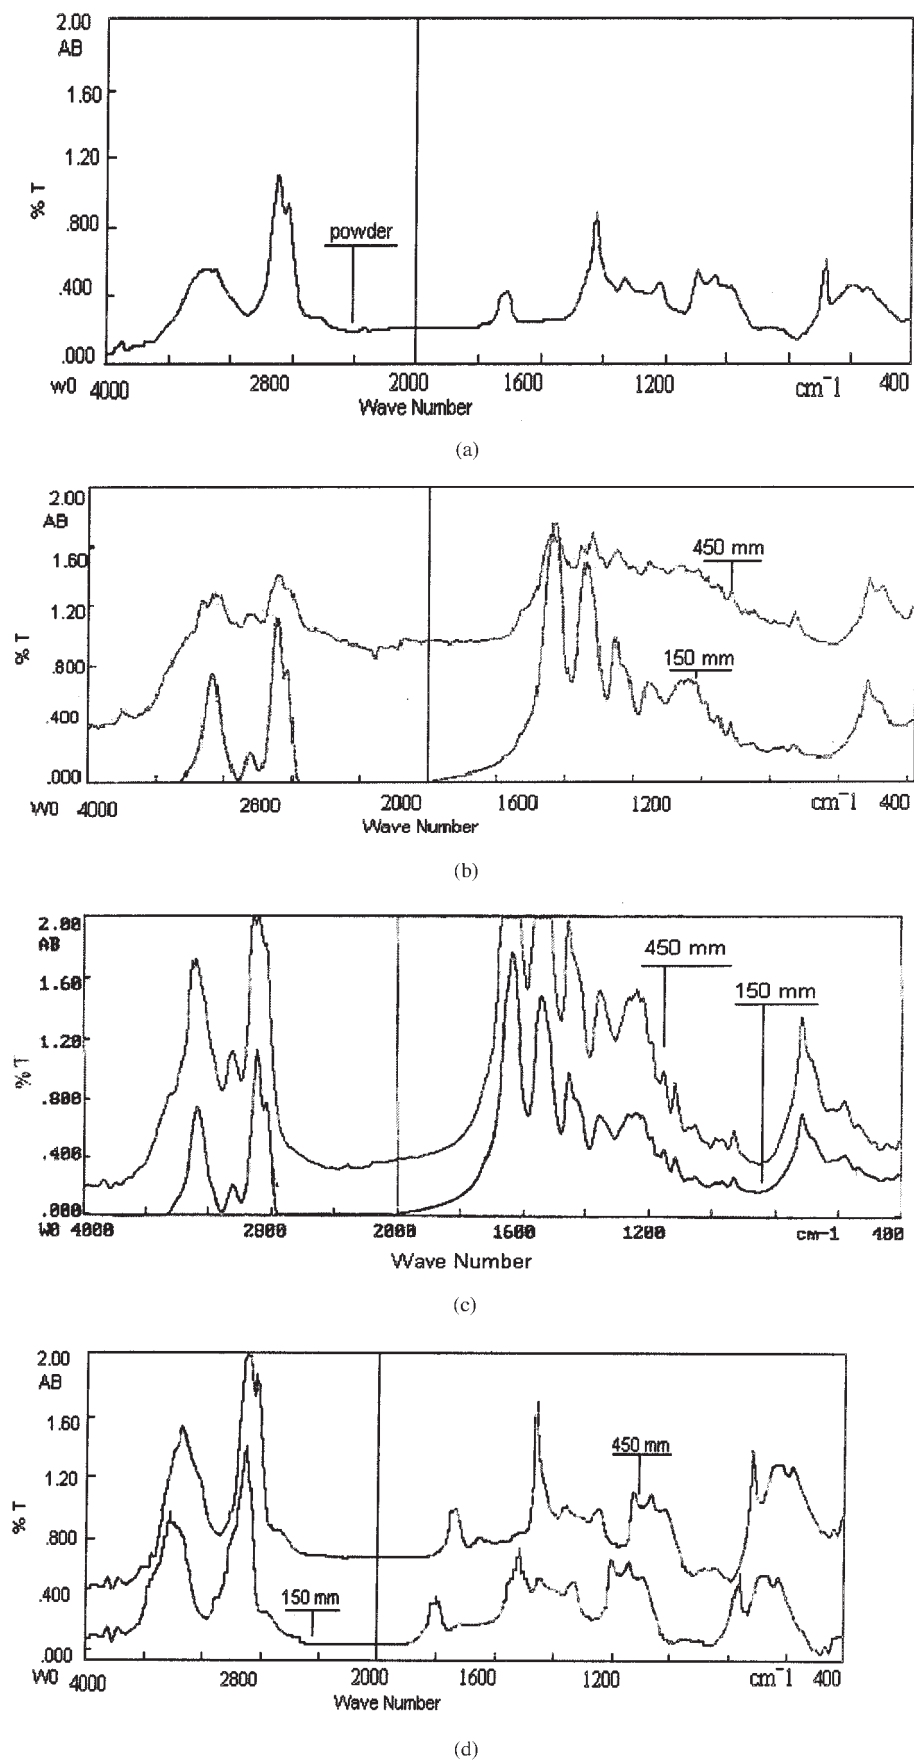 2.00
AB
1.60
1.20
% T
.800
powder
.400
.000
W0 4000 2800 2000 1600 1200 cm⁻¹ 400
Wave Number
(a)
2.00
AB
1.60
450 mm
1.20
% T
.800
150 mm
.400
.000
W0 4000 2600 2000 1600 1200 cm⁻¹ 400
Wave Number
(b)
2.00
AB
450 mm
1.60
150 mm
1.20
% T
.800
.400
.000
W0 4000 2800 2000 1600 1200 cm-1 400
Wave Number
(c)
2.00
AB
1.60
450 mm
1.20
% T
.800
.400
150 mm
.000
W0 4000 2800 2000 1600 1200 cm⁻¹ 400
Wave Number
(d)